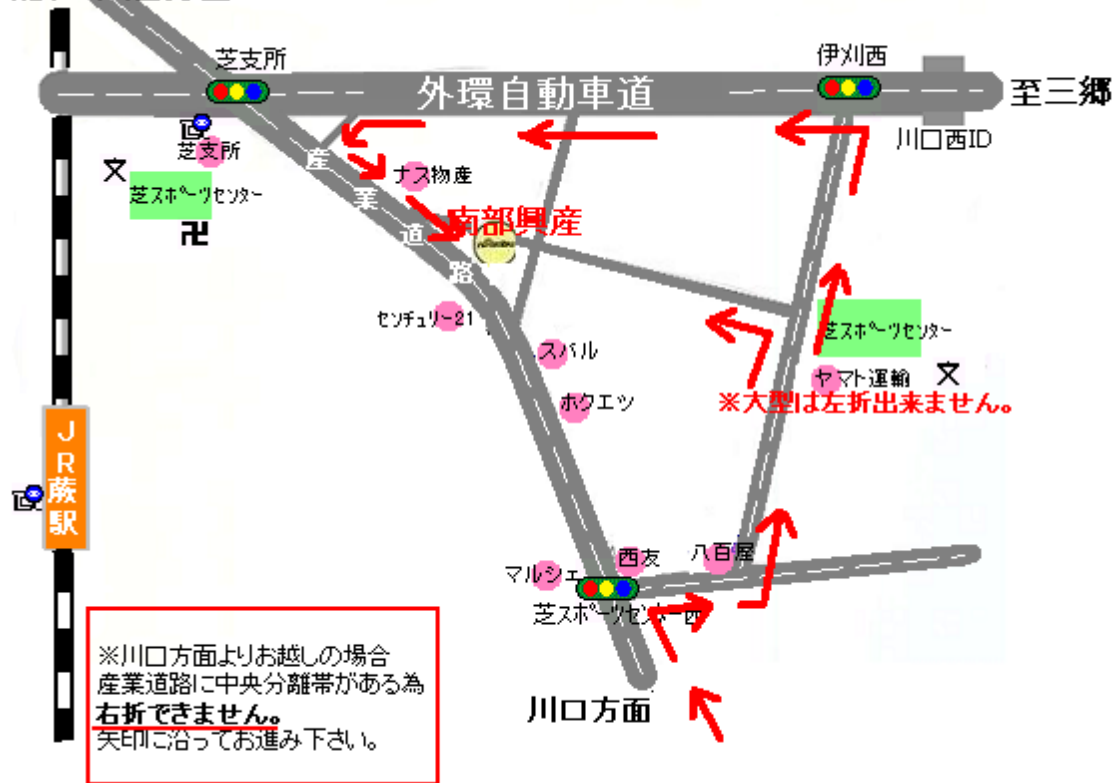 芝支所
伊刈西
外環自動車道
至三郷
川口西ID
芝支所
文
芝スポーツセンター
卍
産業道路
ナス物産
南部興産
センチュリー21
スバル
ホクエツ
芝スポーツセンター
ヤマト運輸
文
※大型は左折出来ません。
JR蕨駅
マルシェ
西友
八百屋
芝スポーツセンター西
川口方面
※川口方面よりお越しの場合
産業道路に中央分離帯がある為
右折できません。
矢印に沿ってお進み下さい。